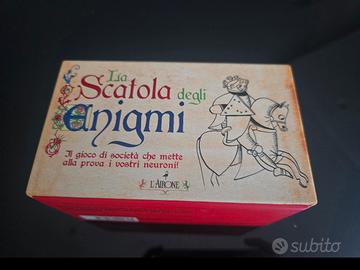 La
Scatola degli
Enigmi
Il gioco di società che mette
alla prova i vostri neuroni!
L'AIRONE
subito